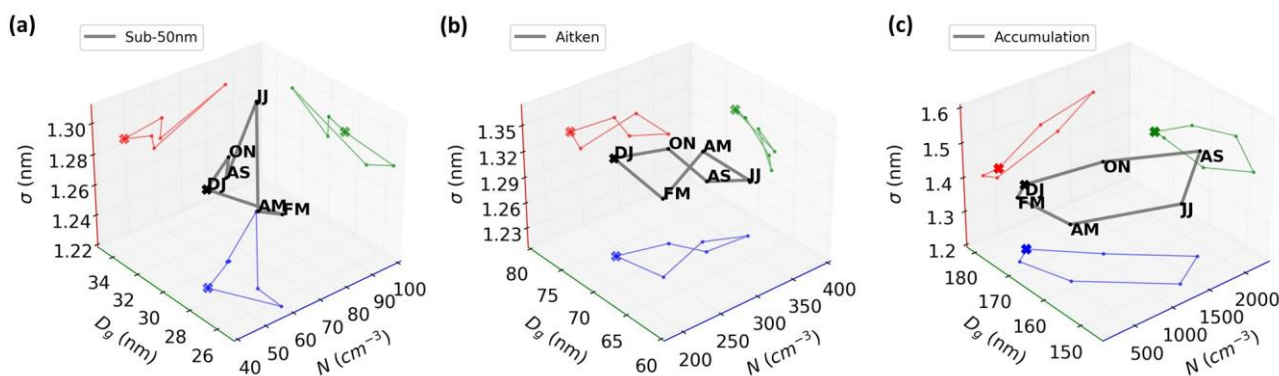 (a)
Sub-50nm
1.30
1.28
1.26
1.24
1.22
σ (nm)
34
32
30
28
26
D_g (nm)
40
50
60
70
80
90
100
N (cm⁻³)
JJ
ON
AS
DJ
AM
FM
(b)
Aitken
1.35
1.32
1.29
1.26
1.23
σ (nm)
80
75
70
65
60
D_g (nm)
200
250
300
350
400
N (cm⁻³)
DJ
ON
AM
AS
JJ
FM
(c)
Accumulation
1.6
1.5
1.4
1.3
1.2
σ (nm)
180
170
160
150
D_g (nm)
500
1000
1500
2000
N (cm⁻³)
AS
ON
DJ
FM
JJ
AM